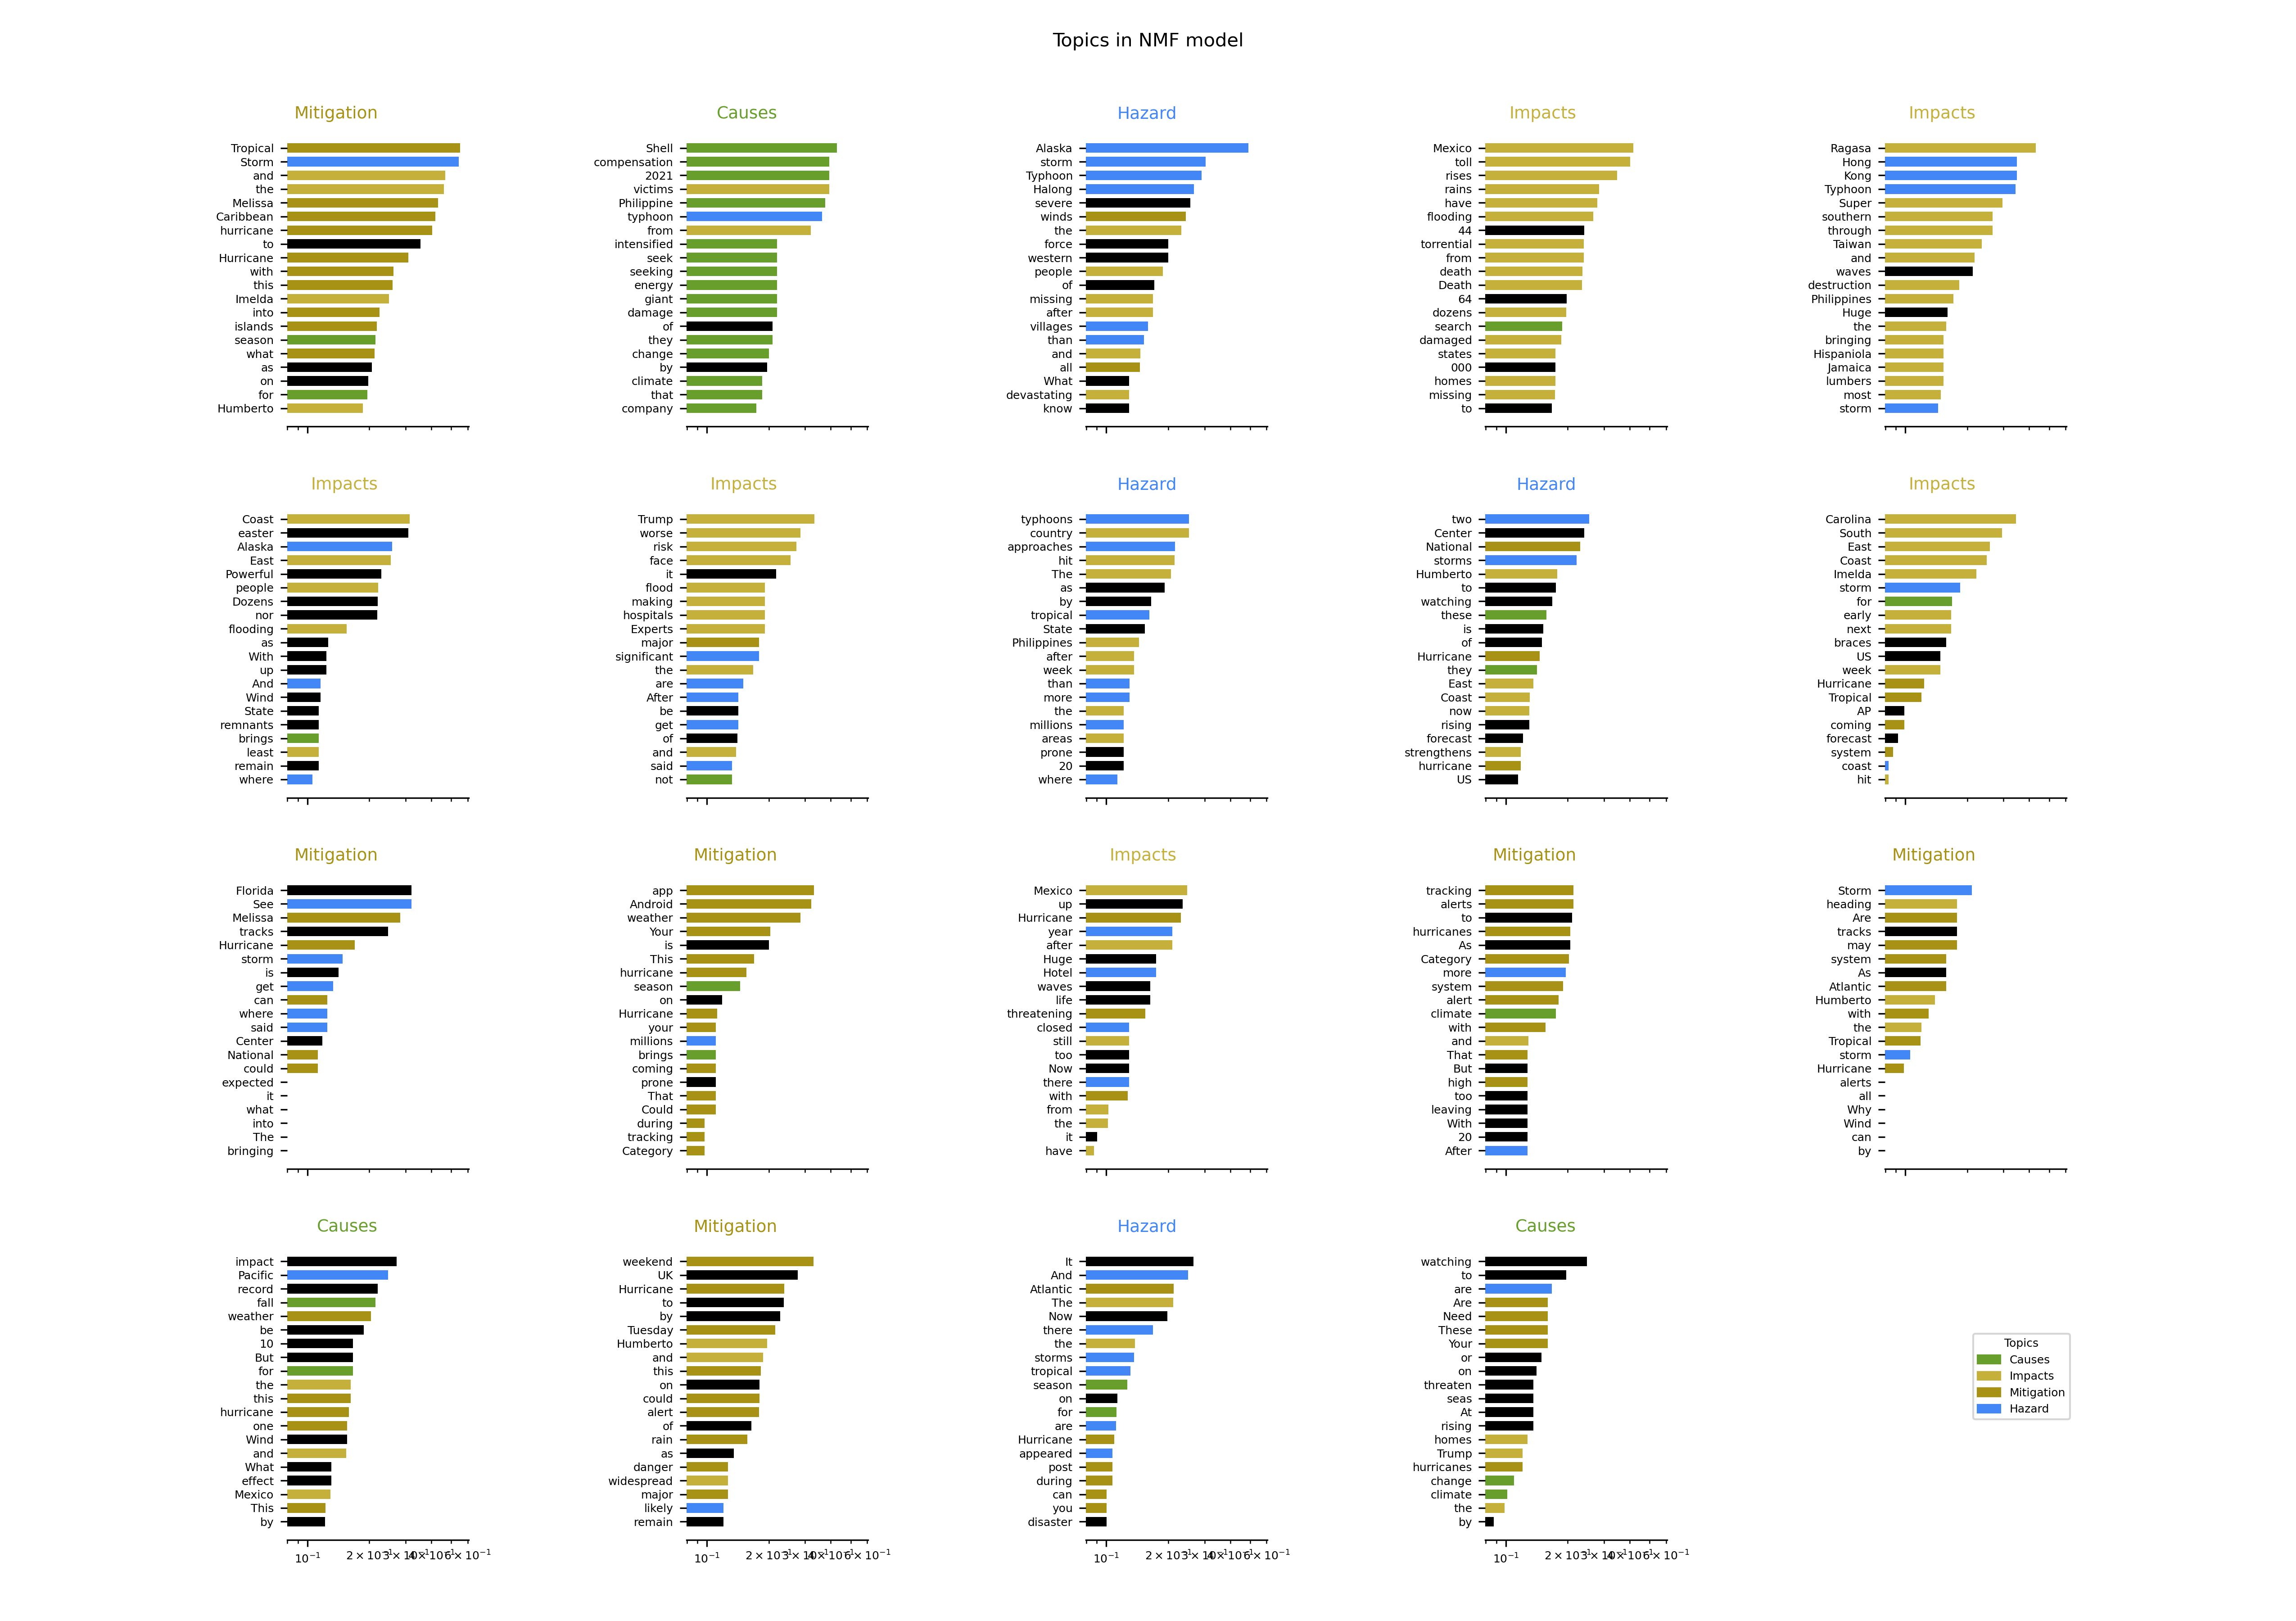 Topics in NMF model
Mitigation
Tropical
Storm
and
the
Melissa
Caribbean
hurricane
to
Hurricane
with
this
Imelda
into
islands
season
what
as
on
for
Humberto
Causes
Shell
compensation
2021
victims
Philippine
typhoon
from
intensified
seek
seeking
energy
giant
damage
of
they
change
by
climate
that
company
Hazard
Alaska
storm
Typhoon
Halong
severe
winds
the
force
western
people
of
missing
after
villages
than
and
all
What
devastating
know
Impacts
Mexico
toll
rises
rains
have
flooding
44
torrential
from
death
Death
64
dozens
search
damaged
states
000
homes
missing
to
Impacts
Ragasa
Hong
Kong
Typhoon
Super
southern
through
Taiwan
and
waves
destruction
Philippines
Huge
the
bringing
Hispaniola
Jamaica
lumbers
most
storm
Impacts
Coast
easter
Alaska
East
Powerful
people
Dozens
nor
flooding
as
With
up
And
Wind
State
remnants
brings
least
remain
where
Impacts
Trump
worse
risk
face
it
flood
making
hospitals
Experts
major
significant
the
are
After
be
get
of
and
said
not
Hazard
typhoons
country
approaches
hit
The
as
by
tropical
State
Philippines
after
week
than
more
the
millions
areas
prone
20
where
Hazard
two
Center
National
storms
Humberto
to
watching
these
is
of
Hurricane
they
East
Coast
now
rising
forecast
strengthens
hurricane
US
Impacts
Carolina
South
East
Coast
Imelda
storm
for
early
next
braces
US
week
Hurricane
Tropical
AP
coming
forecast
system
coast
hit
Mitigation
Florida
See
Melissa
tracks
Hurricane
storm
is
get
can
where
said
Center
National
could
expected
it
what
into
The
bringing
Mitigation
app
Android
weather
Your
is
This
hurricane
season
on
Hurricane
your
millions
brings
coming
prone
That
Could
during
tracking
Category
Impacts
Mexico
up
Hurricane
year
after
Huge
Hotel
waves
life
threatening
closed
still
too
Now
there
with
from
the
it
have
Mitigation
tracking
alerts
to
hurricanes
As
Category
more
system
alert
climate
with
and
That
But
high
too
leaving
With
20
After
Mitigation
Storm
heading
Are
tracks
may
system
As
Atlantic
Humberto
with
the
Tropical
storm
Hurricane
alerts
all
Why
Wind
can
by
Causes
impact
Pacific
record
fall
weather
be
10
But
for
the
this
hurricane
one
Wind
and
What
effect
Mexico
This
by
10⁻¹
Mitigation
weekend
UK
Hurricane
to
by
Tuesday
Humberto
and
this
on
could
alert
of
rain
as
danger
widespread
major
likely
remain
10⁻¹
Hazard
It
And
Atlantic
The
Now
there
the
storms
tropical
season
on
for
are
Hurricane
appeared
post
during
can
you
disaster
10⁻¹
Causes
watching
to
are
Are
Need
These
Your
or
on
threaten
seas
At
rising
homes
Trump
hurricanes
change
climate
the
by
10⁻¹
Topics
Causes
Impacts
Mitigation
Hazard